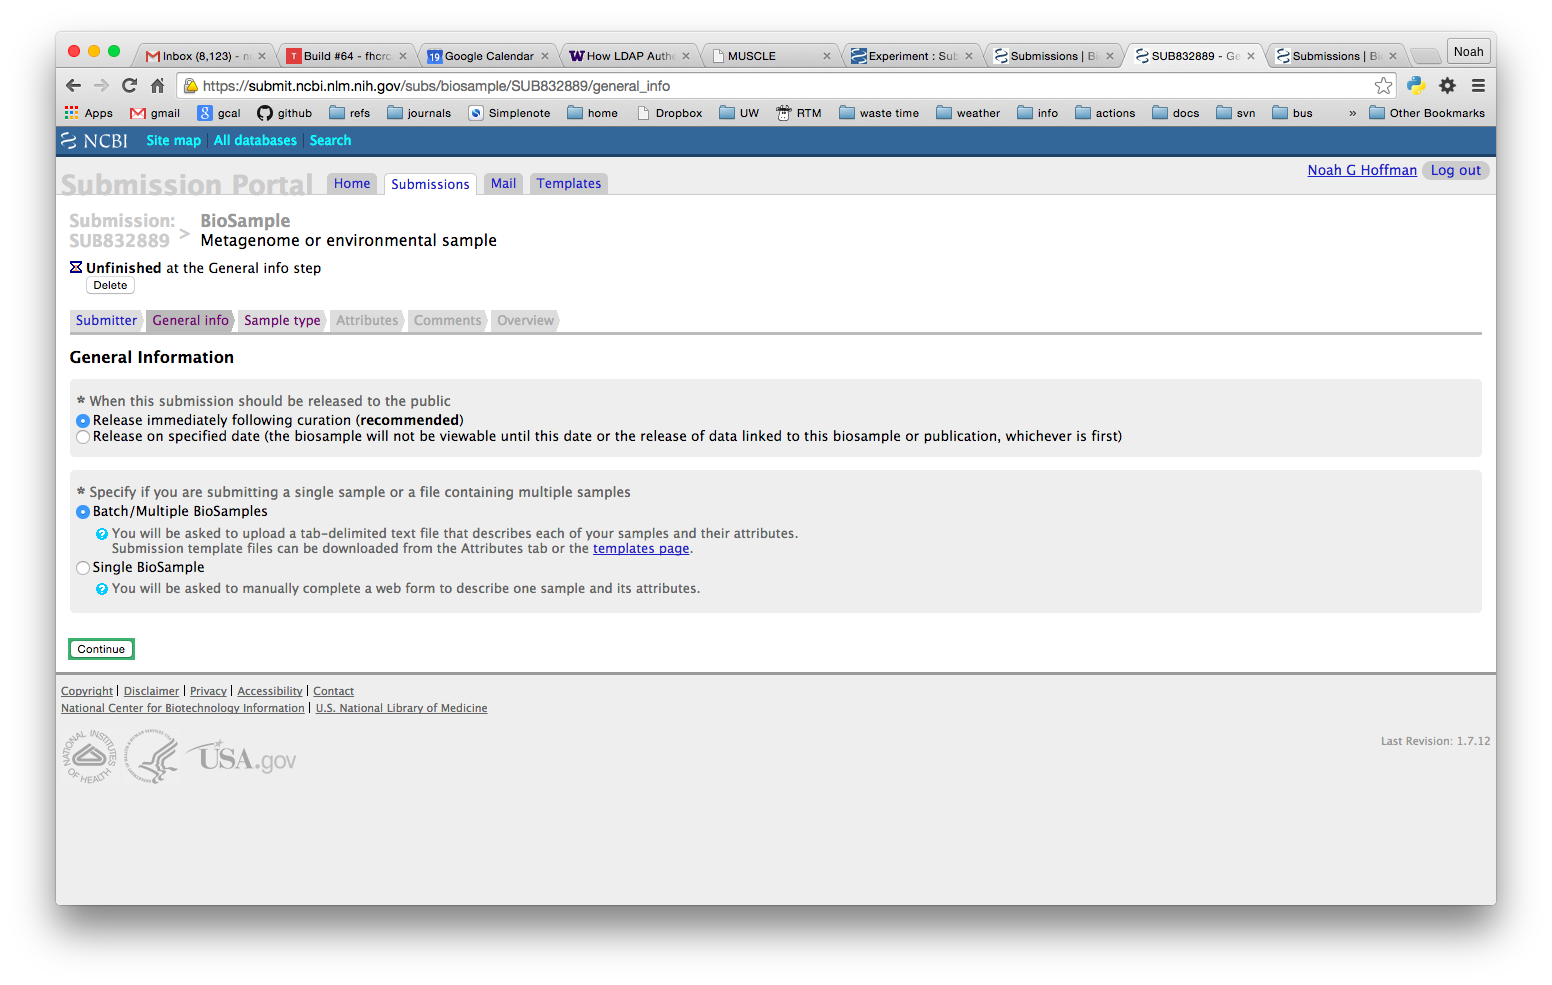 Inbox (8,123) - n
Build #64 - fhcrc
Google Calendar
How LDAP Authe
MUSCLE
Experiment : Sub
Submissions | Bi
SUB832889 - Ge
Submissions | Bi
Noah
https://submit.ncbi.nlm.nih.gov/subs/biosample/SUB832889/general_info
Apps gmail gcal github refs journals Simplenote home Dropbox UW RTM waste time weather info actions docs svn bus » Other Bookmarks
NCBI Site map All databases Search
Submission Portal Home Submissions Mail Templates
Noah G Hoffman Log out
Submission:
SUB832889 >
BioSample
Metagenome or environmental sample
Unfinished at the General info step
Delete
Submitter General info Sample type Attributes Comments Overview
General Information
* When this submission should be released to the public
Release immediately following curation (recommended)
Release on specified date (the biosample will not be viewable until this date or the release of data linked to this biosample or publication, whichever is first)
* Specify if you are submitting a single sample or a file containing multiple samples
Batch/Multiple BioSamples
? You will be asked to upload a tab-delimited text file that describes each of your samples and their attributes.
Submission template files can be downloaded from the Attributes tab or the templates page.
Single BioSample
? You will be asked to manually complete a web form to describe one sample and its attributes.
Continue
Copyright | Disclaimer | Privacy | Accessibility | Contact
National Center for Biotechnology Information | U.S. National Library of Medicine
NATIONAL INSTITUTES OF HEALTH
USA.gov
Last Revision: 1.7.12